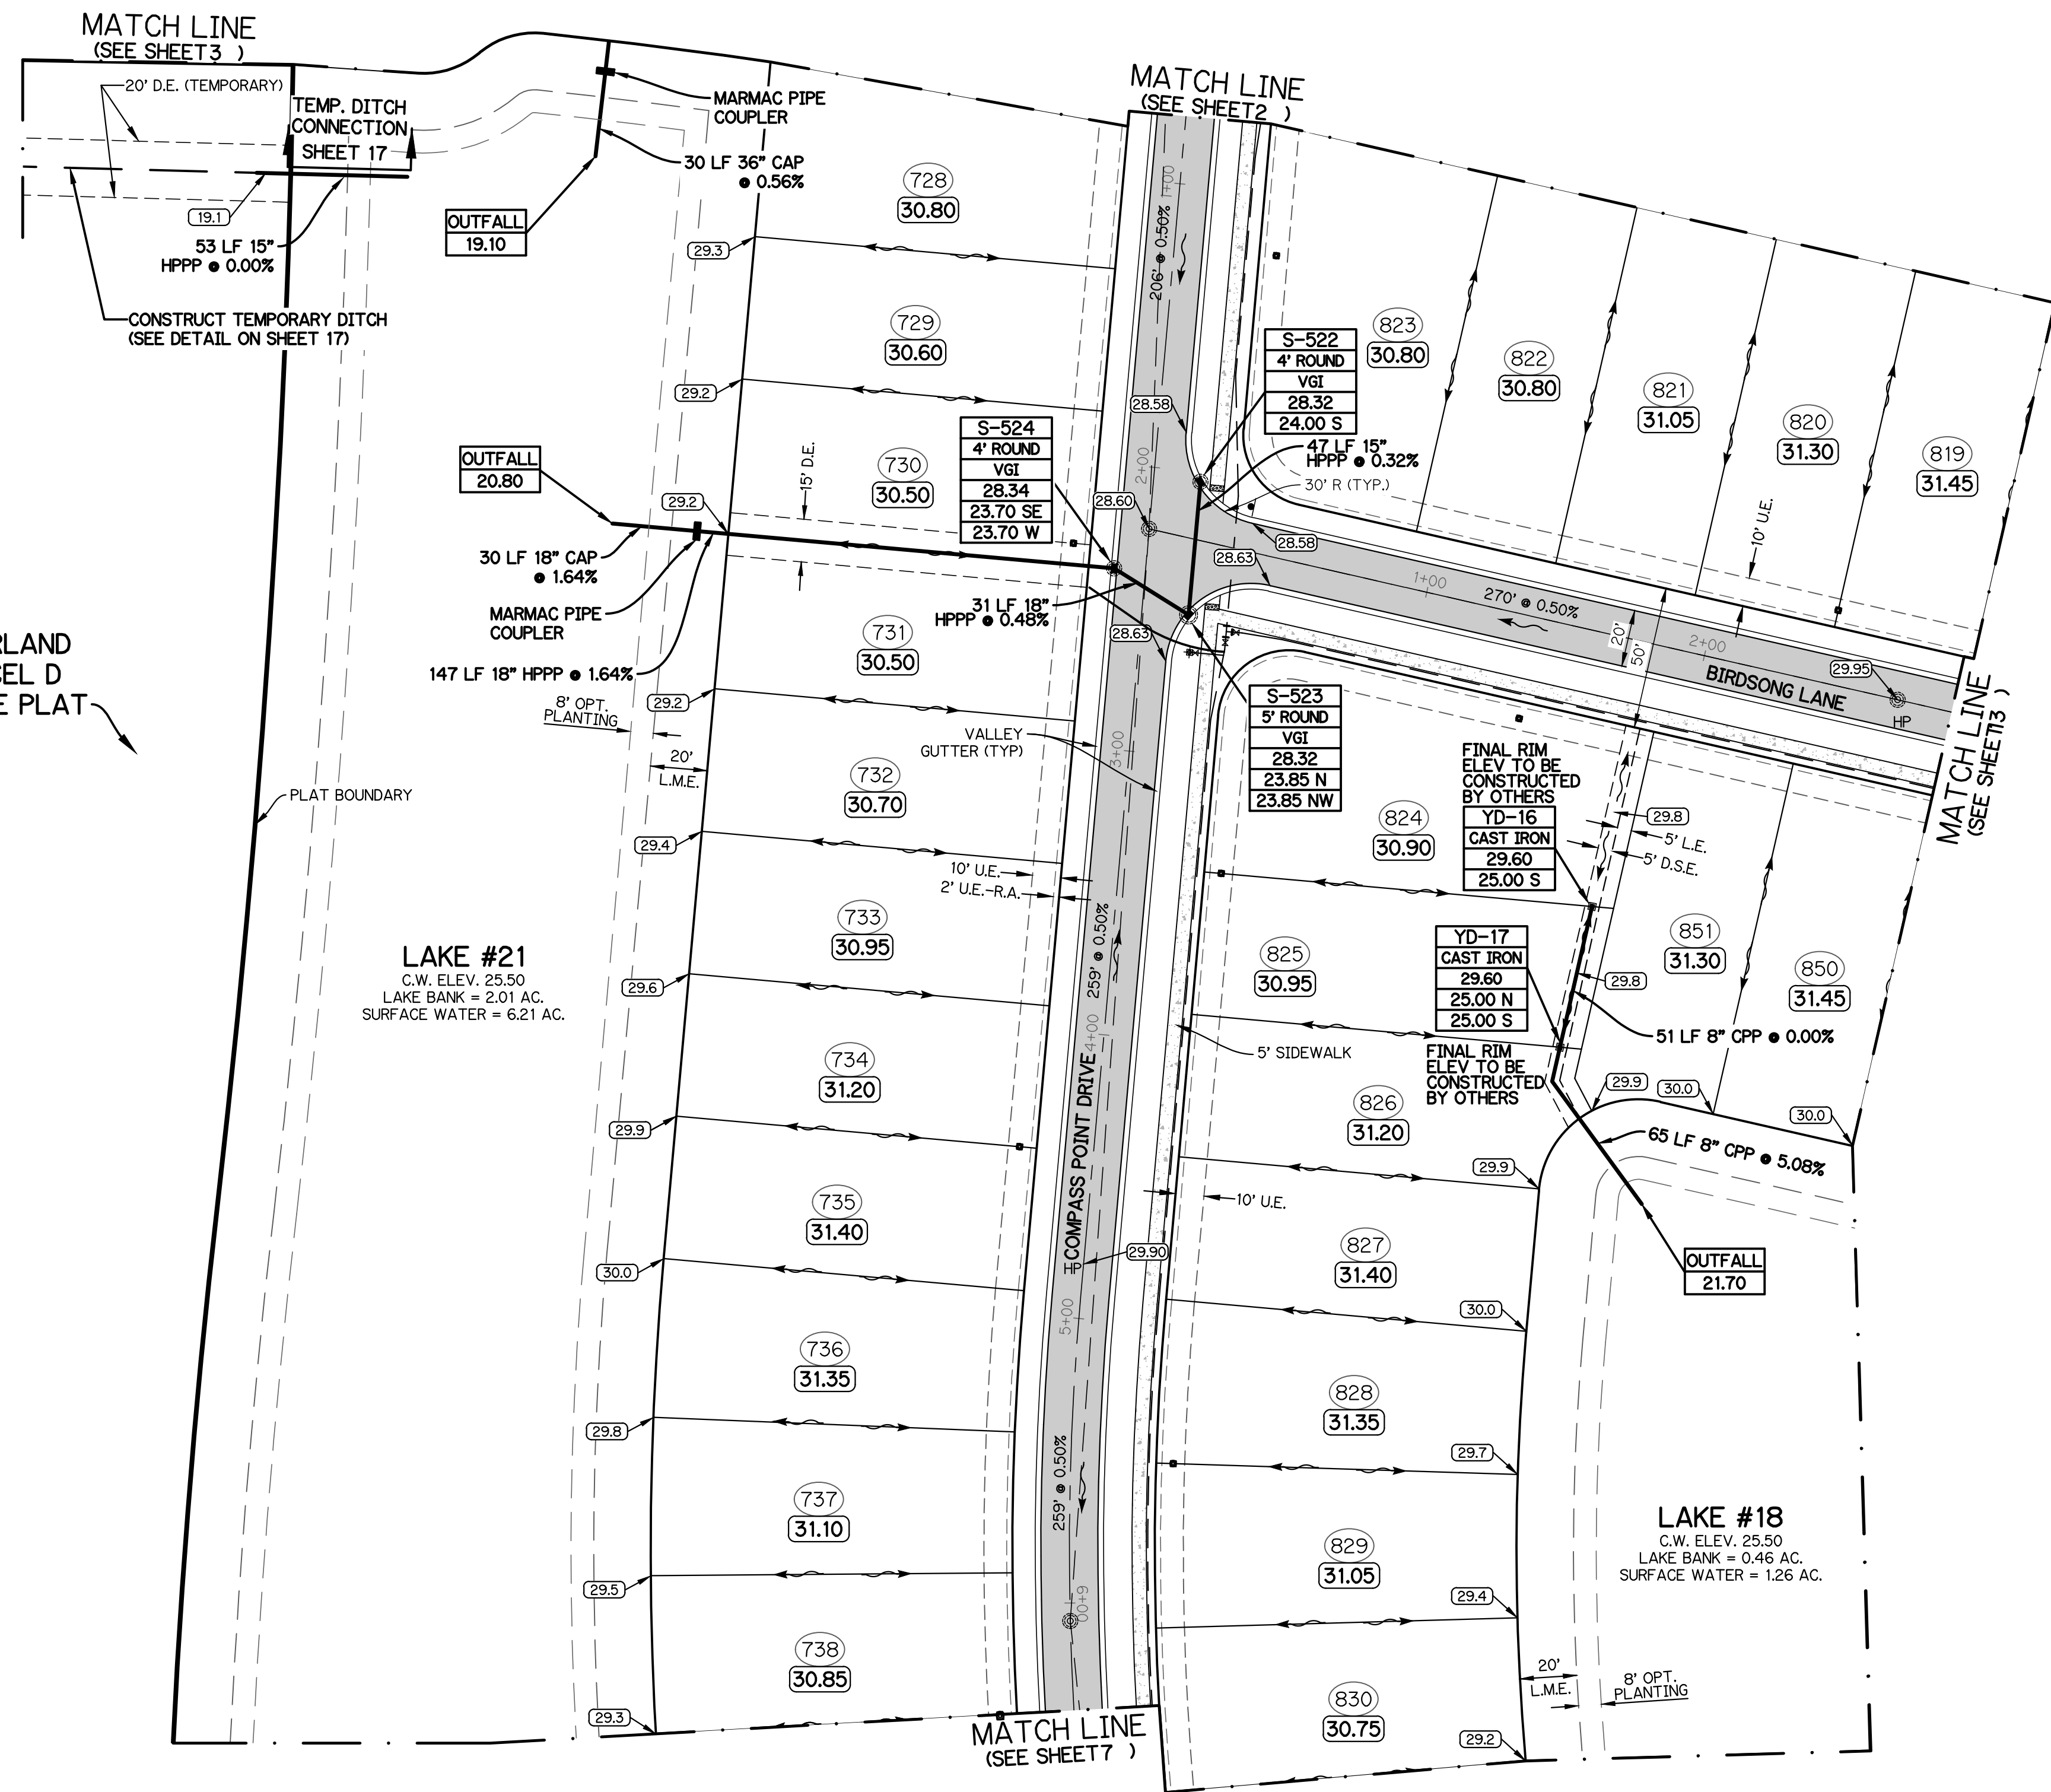 MATCH LINE
(SEE SHEET3 )
20' D.E. (TEMPORARY)
TEMP. DITCH
CONNECTION
SHEET 17
19.1
53 LF 15"
HPPP @ 0.00%
CONSTRUCT TEMPORARY DITCH
(SEE DETAIL ON SHEET 17)
MARMAC PIPE
COUPLER
30 LF 36" CAP
@ 0.56%
OUTFALL
19.10
MATCH LINE
(SEE SHEET2 )
728
30.80
29.3
729
30.60
29.2
730
30.50
15' D.E.
29.2
OUTFALL
20.80
30 LF 18" CAP
@ 1.64%
MARMAC PIPE
COUPLER
147 LF 18" HPPP @ 1.64%
8' OPT.
PLANTING
20'
L.M.E.
731
30.50
29.2
732
30.70
29.4
733
30.95
29.6
734
31.20
29.9
735
31.40
30.0
736
31.35
29.8
737
31.10
29.5
738
30.85
29.3
RLAND
EL D
E PLAT
PLAT BOUNDARY
LAKE #21
C.W. ELEV. 25.50
LAKE BANK = 2.01 AC.
SURFACE WATER = 6.21 AC.
S-524
4' ROUND
VGI
28.34
23.70 SE
23.70 W
S-522
4' ROUND
VGI
28.32
24.00 S
47 LF 15"
HPPP @ 0.32%
30' R (TYP.)
28.58
28.60
28.58
28.63
28.63
31 LF 18"
HPPP @ 0.48%
S-523
5' ROUND
VGI
28.32
23.85 N
23.85 NW
VALLEY
GUTTER (TYP)
10' U.E.
2' U.E.-R.A.
206' @ 0.50%
1+00
2+00
3+00
259' @ 0.50%
4+00
COMPASS POINT DRIVE
29.90
HP
5+00
259' @ 0.50%
6+00
MATCH LINE
(SEE SHEET7 )
823
30.80
822
30.80
821
31.05
820
31.30
819
31.45
10' U.E.
1+00
270' @ 0.50%
20'
50'
2+00
BIRDSONG LANE
29.95
HP
MATCH LINE
(SEE SHEET13 )
FINAL RIM
ELEV TO BE
CONSTRUCTED
BY OTHERS
YD-16
CAST IRON
29.60
25.00 S
29.8
5' L.E.
5' D.S.E.
824
30.90
825
30.95
YD-17
CAST IRON
29.60
25.00 N
25.00 S
FINAL RIM
ELEV TO BE
CONSTRUCTED
BY OTHERS
29.8
851
31.30
850
31.45
51 LF 8" CPP @ 0.00%
5' SIDEWALK
29.9
30.0
30.0
65 LF 8" CPP @ 5.08%
OUTFALL
21.70
826
31.20
29.9
10' U.E.
827
31.40
30.0
828
31.35
29.7
829
31.05
29.4
830
30.75
29.2
20'
L.M.E.
8' OPT.
PLANTING
LAKE #18
C.W. ELEV. 25.50
LAKE BANK = 0.46 AC.
SURFACE WATER = 1.26 AC.